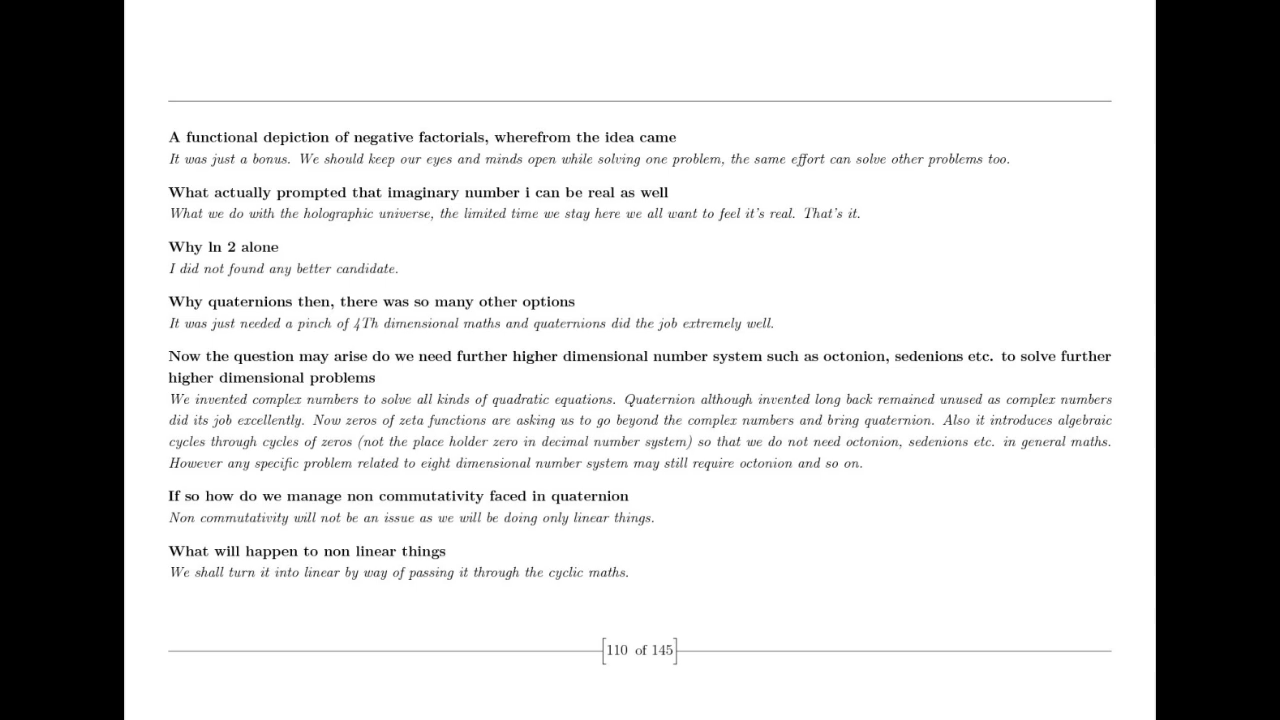 A functional depiction of negative factorials, wherefrom the idea came
It was just a bonus. We should keep our eyes and minds open while solving one problem, the same effort can solve other problems too.
What actually prompted that imaginary number i can be real as well
What we do with the holographic universe, the limited time we stay here we all want to feel it's real. That's it.
Why ln 2 alone
I did not found any better candidate.
Why quaternions then, there was so many other options
It was just needed a pinch of 4Th dimensional maths and quaternions did the job extremely well.
Now the question may arise do we need further higher dimensional number system such as octonion, sedenions etc. to solve further
higher dimensional problems
We invented complex numbers to solve all kinds of quadratic equations. Quaternion although invented long back remained unused as complex numbers
did its job excellently. Now zeros of zeta functions are asking us to go beyond the complex numbers and bring quaternion. Also it introduces algebraic
cycles through cycles of zeros (not the place holder zero in decimal number system) so that we do not need octonion, sedenions etc. in general maths.
However any specific problem related to eight dimensional number system may still require octonion and so on.
If so how do we manage non commutativity faced in quaternion
Non commutativity will not be an issue as we will be doing only linear things.
What will happen to non linear things
We shall turn it into linear by way of passing it through the cyclic maths.
110 of 145